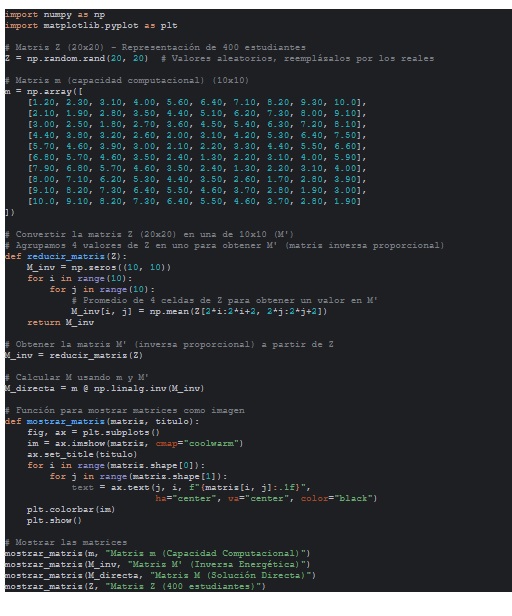 import numpy as np
import matplotlib.pyplot as plt
# Matriz Z (20x20) - Representación de 400 estudiantes
Z = np.random.rand(20, 20)  # Valores aleatorios, reemplázalos por los reales
# Matriz m (capacidad computacional) (10x10)
m = np.array([
    [1.20, 2.30, 3.10, 4.00, 5.60, 6.40, 7.10, 8.20, 9.30, 10.0],
    [2.10, 1.90, 2.80, 3.50, 4.40, 5.10, 6.20, 7.30, 8.00, 9.10],
    [3.00, 2.50, 1.80, 2.70, 3.60, 4.50, 5.40, 6.30, 7.20, 8.10],
    [4.40, 3.80, 3.20, 2.60, 2.00, 3.10, 4.20, 5.30, 6.40, 7.50],
    [5.70, 4.60, 3.90, 3.00, 2.10, 2.20, 3.30, 4.40, 5.50, 6.60],
    [6.80, 5.70, 4.60, 3.50, 2.40, 1.30, 2.20, 3.10, 4.00, 5.90],
    [7.90, 6.80, 5.70, 4.60, 3.50, 2.40, 1.30, 2.20, 3.10, 4.00],
    [8.00, 7.10, 6.20, 5.30, 4.40, 3.50, 2.60, 1.70, 2.80, 3.90],
    [9.10, 8.20, 7.30, 6.40, 5.50, 4.60, 3.70, 2.80, 1.90, 3.00],
    [10.0, 9.10, 8.20, 7.30, 6.40, 5.50, 4.60, 3.70, 2.80, 1.90]
])
# Convertir la matriz Z (20x20) en una de 10x10 (M')
# Agrupamos 4 valores de Z en uno para obtener M' (matriz inversa proporcional)
def reducir_matriz(Z):
    M_inv = np.zeros((10, 10))
    for i in range(10):
        for j in range(10):
            # Promedio de 4 celdas de Z para obtener un valor en M'
            M_inv[i, j] = np.mean(Z[2*i:2*i+2, 2*j:2*j+2])
    return M_inv
# Obtener la matriz M' (inversa proporcional) a partir de Z
M_inv = reducir_matriz(Z)
# Calcular M usando m y M'
M_directa = m @ np.linalg.inv(M_inv)
# Función para mostrar matrices como imagen
def mostrar_matriz(matriz, titulo):
    fig, ax = plt.subplots()
    im = ax.imshow(matriz, cmap="coolwarm")
    ax.set_title(titulo)
    for i in range(matriz.shape[0]):
        for j in range(matriz.shape[1]):
            text = ax.text(j, i, f"{matriz[i, j]:.1f}",
                           ha="center", va="center", color="black")
    plt.colorbar(im)
    plt.show()
# Mostrar las matrices
mostrar_matriz(m, "Matriz m (Capacidad Computacional)")
mostrar_matriz(M_inv, "Matriz M' (Inversa Energética)")
mostrar_matriz(M_directa, "Matriz M (Solución Directa)")
mostrar_matriz(Z, "Matriz Z (400 estudiantes)")